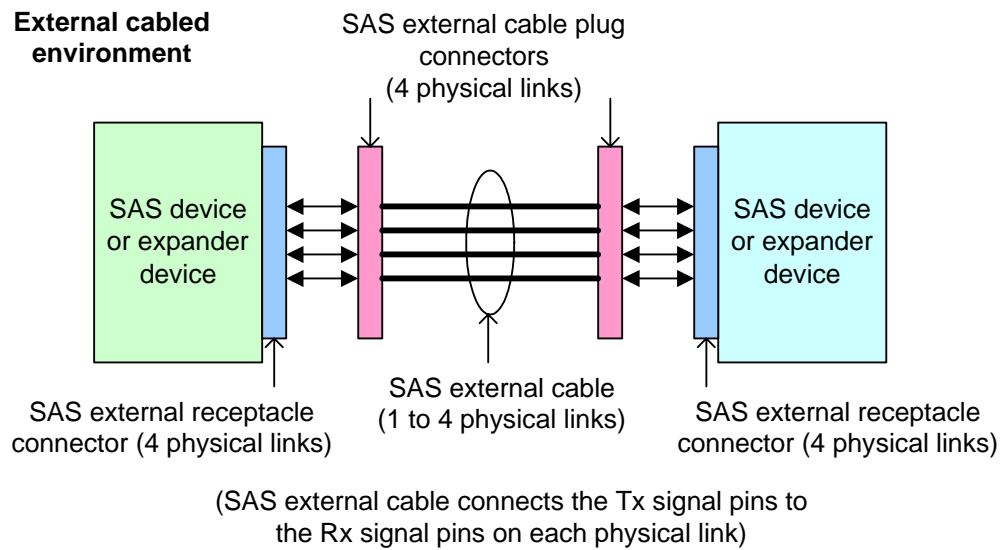 External cabled
environment
SAS external cable plug
connectors
(4 physical links)
SAS device
or expander
device
SAS device
or expander
device
SAS external receptacle
connector (4 physical links)
SAS external cable
(1 to 4 physical links)
SAS external receptacle
connector (4 physical links)
(SAS external cable connects the Tx signal pins to
the Rx signal pins on each physical link)